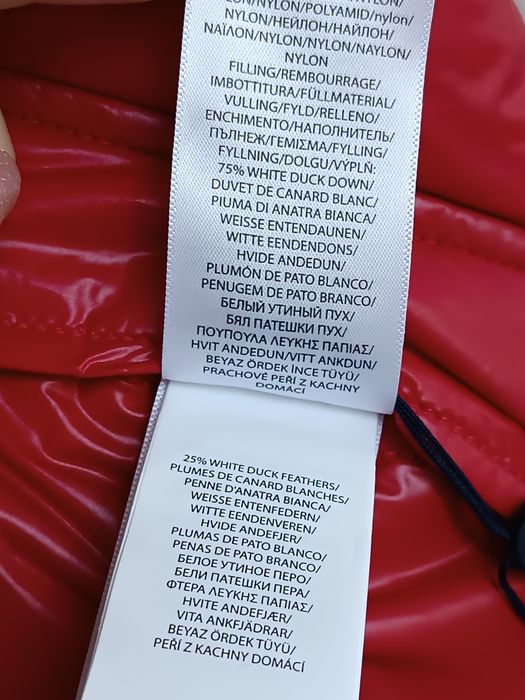 NYLON/POLYAMID/nylon/
NYLON/НЕЙЛОН/НАЙЛОН/
ΝΑΪΛΟΝ/NYLON/NYLON/NAYLON/
NYLON
FILLING/REMBOURRAGE/
IMBOTTITURA/FÜLLMATERIAL/
VULLING/FYLD/RELLENO/
ENCHIMENTO/НАПОЛНИТЕЛЬ/
ПЪЛНЕЖ/ΓΕΜΙΣΜΑ/FYLLING/
FYLLNING/DOLGU/VÝPLŇ:
75% WHITE DUCK DOWN/
DUVET DE CANARD BLANC/
PIUMA DI ANATRA BIANCA/
WEISSE ENTENDAUNEN/
WITTE EENDENDONS/
HVIDE ANDEDUN/
PLUMÓN DE PATO BLANCO/
PENUGEM DE PATO BRANCO/
БЕЛЫЙ УТИНЫЙ ПУХ/
БЯЛ ПАТЕШКИ ПУХ/
ΠΟΥΠΟΥΛΑ ΛΕΥΚΗΣ ΠΑΠΙΑΣ/
HVIT ANDEDUN/VITT ANKDUN/
BEYAZ ÖRDEK İNCE TÜYÜ/
PRACHOVÉ PEŘÍ Z KACHNY
DOMÁCÍ
25% WHITE DUCK FEATHERS/
PLUMES DE CANARD BLANCHES/
PENNE D'ANATRA BIANCA/
WEISSE ENTENFEDERN/
WITTE EENDENVEREN/
HVIDE ANDEFJER/
PLUMAS DE PATO BLANCO/
PENAS DE PATO BRANCO/
БЕЛОЕ УТИНОЕ ПЕРО/
БЕЛИ ПАТЕШКИ ПЕРА/
ΦΤΕΡΑ ΛΕΥΚΗΣ ΠΑΠΙΑΣ/
HVITE ANDEFJÆR/
VITA ANKFJÄDRAR/
BEYAZ ÖRDEK TÜYÜ/
PEŘÍ Z KACHNY DOMÁCÍ